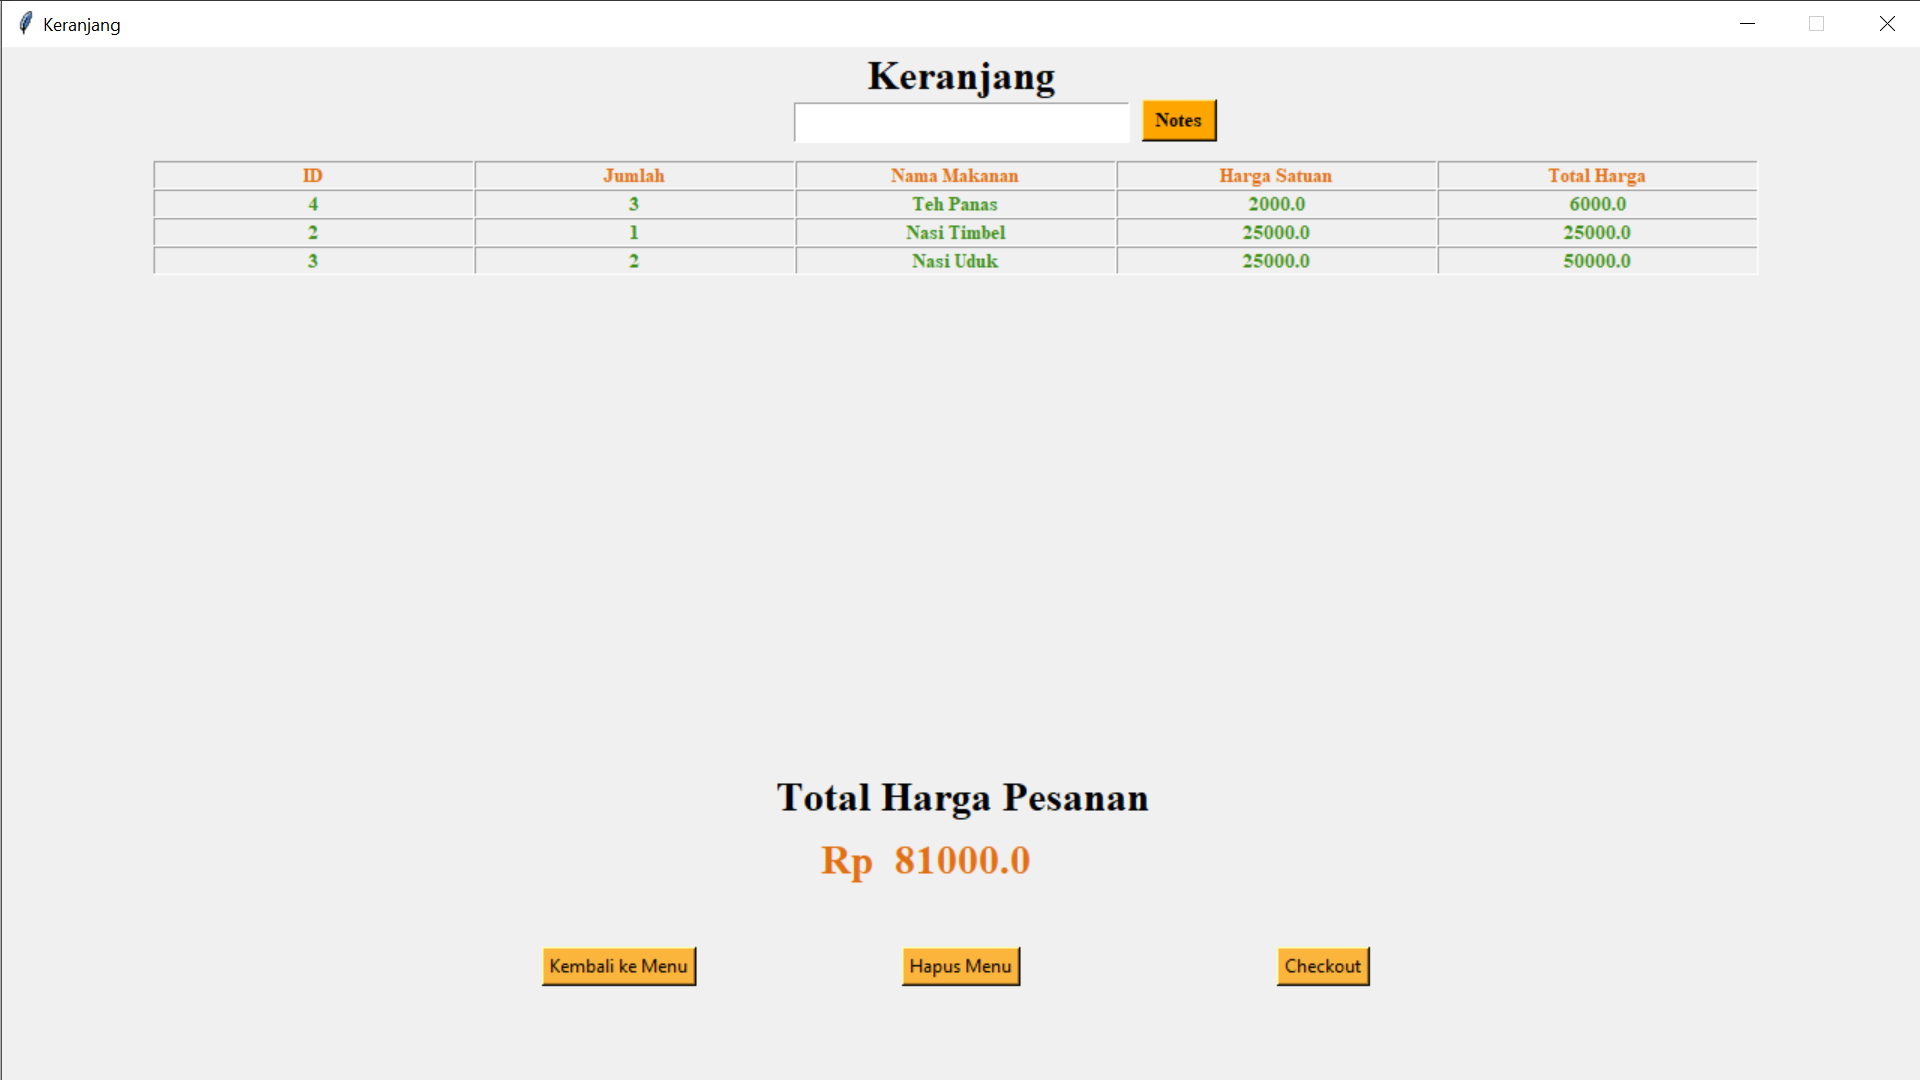 Keranjang
Keranjang
Notes
ID Jumlah Nama Makanan Harga Satuan Total Harga
4 3 Teh Panas 2000.0 6000.0
2 1 Nasi Timbel 25000.0 25000.0
3 2 Nasi Uduk 25000.0 50000.0
Total Harga Pesanan
Rp 81000.0
Kembali ke Menu Hapus Menu Checkout